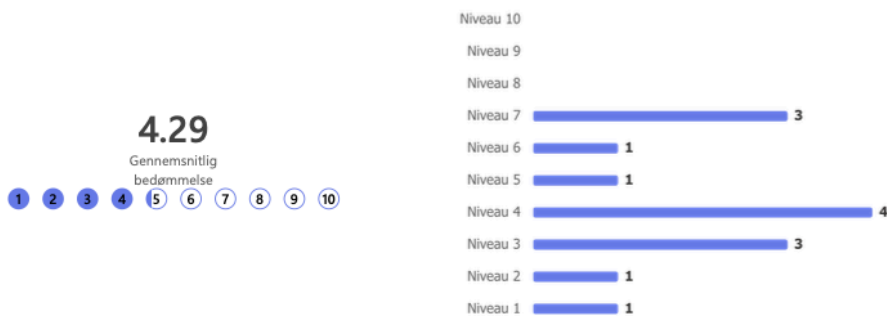 4.29
Gennemsnitlig
bedømmelse
1 2 3 4 5 6 7 8 9 10
Niveau 10
Niveau 9
Niveau 8
Niveau 7 3
Niveau 6 1
Niveau 5 1
Niveau 4 4
Niveau 3 3
Niveau 2 1
Niveau 1 1